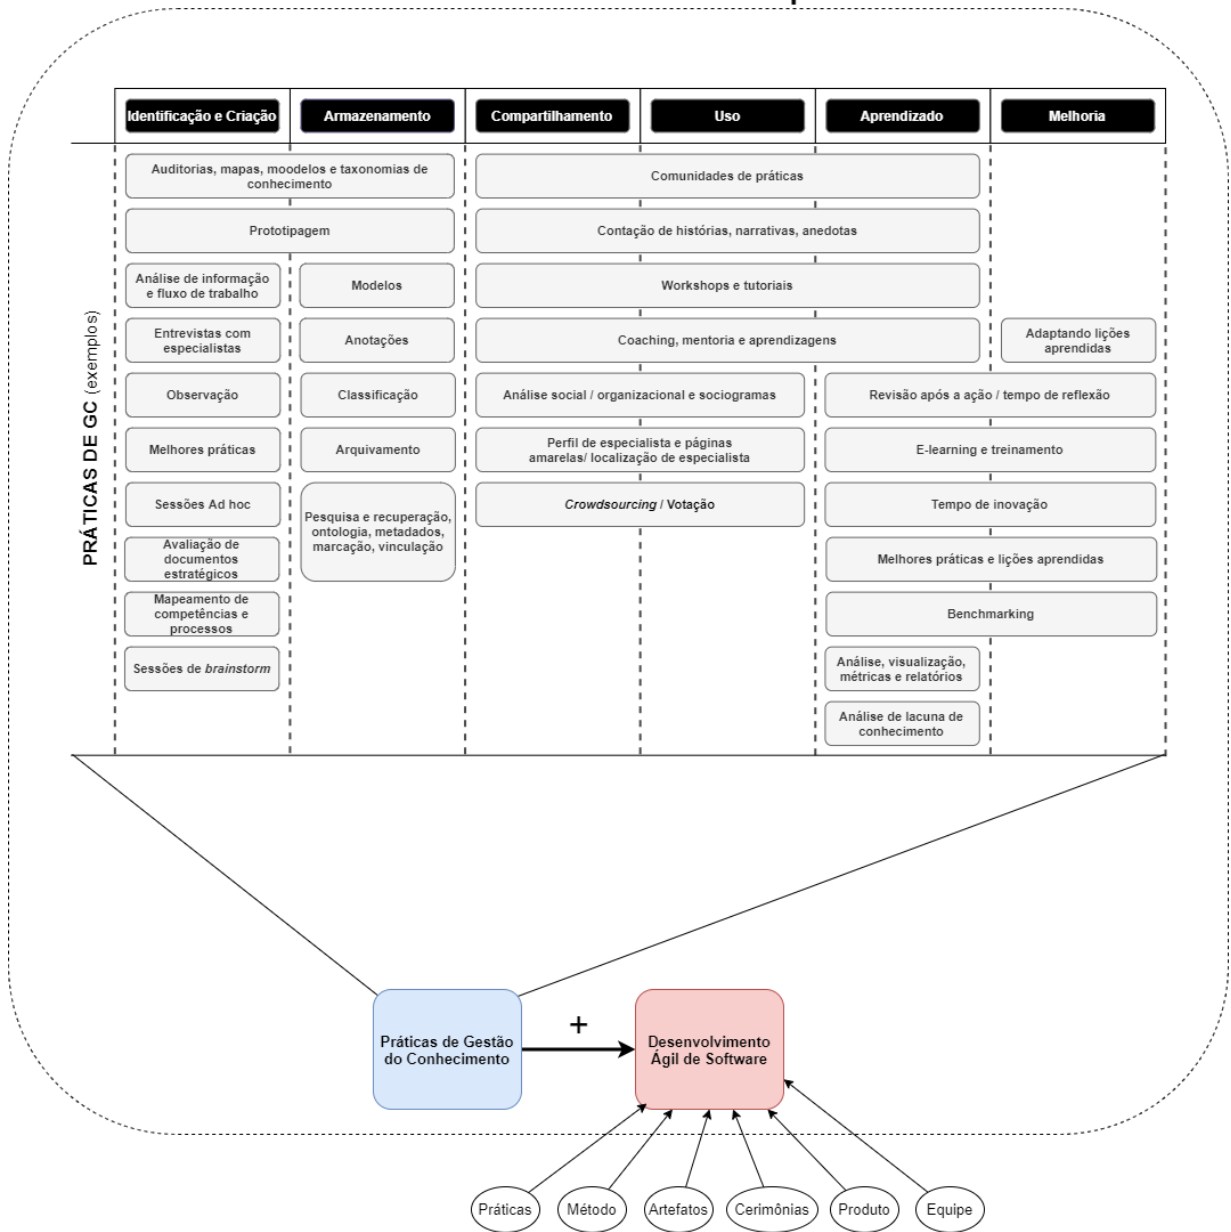 Identificação e Criação
Armazenamento
Compartilhamento
Uso
Aprendizado
Melhoria
PRÁTICAS DE GC (exemplos)
Auditorias, mapas, moodelos e taxonomias de
conhecimento
Comunidades de práticas
Prototipagem
Contação de histórias, narrativas, anedotas
Análise de informação
e fluxo de trabalho
Modelos
Workshops e tutoriais
Entrevistas com
especialistas
Anotações
Coaching, mentoria e aprendizagens
Adaptando lições
aprendidas
Observação
Classificação
Análise social / organizacional e sociogramas
Revisão após a ação / tempo de reflexão
Melhores práticas
Arquivamento
Perfil de especialista e páginas
amarelas/ localização de especialista
E-learning e treinamento
Sessões Ad hoc
Pesquisa e recuperação,
ontologia, metadados,
marcação, vinculação
Crowdsourcing / Votação
Tempo de inovação
Avaliação de
documentos
estratégicos
Melhores práticas e lições aprendidas
Mapeamento de
competências e
processos
Benchmarking
Sessões de brainstorm
Análise, visualização,
métricas e relatórios
Análise de lacuna de
conhecimento
Práticas de Gestão
do Conhecimento
+
Desenvolvimento
Ágil de Software
Práticas
Método
Artefatos
Cerimônias
Produto
Equipe